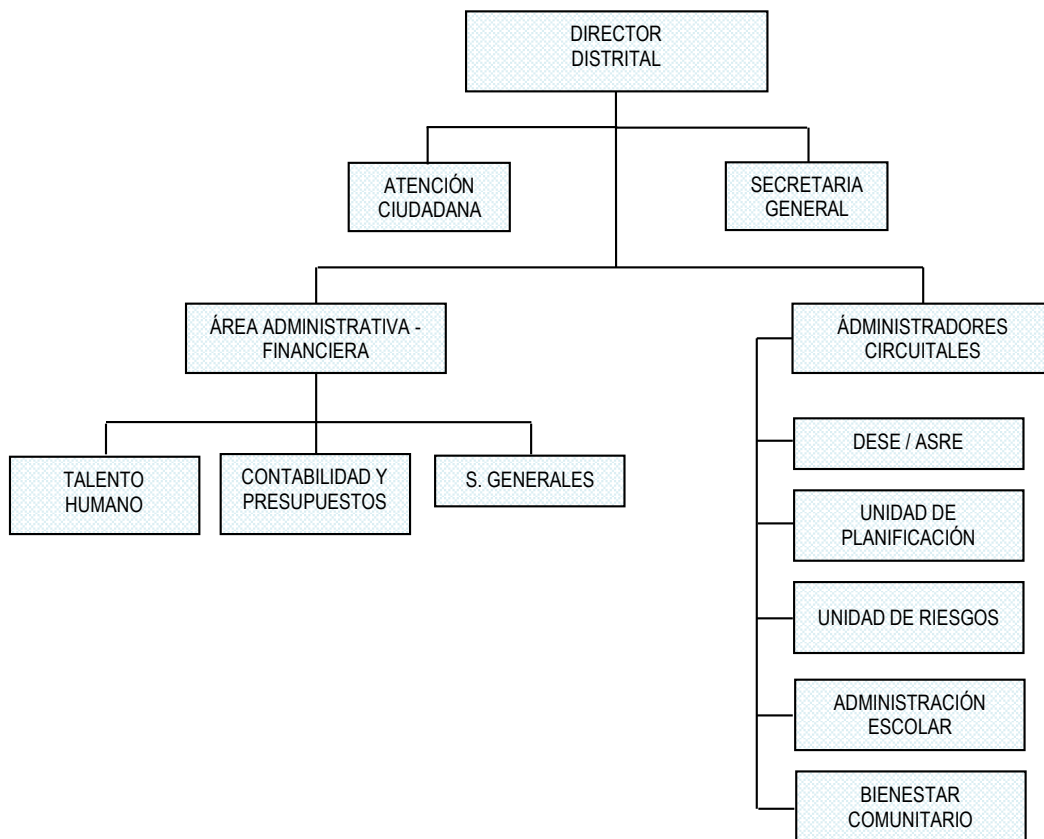 DIRECTOR
DISTRITAL
ATENCIÓN
CIUDADANA
SECRETARIA
GENERAL
ÁREA ADMINISTRATIVA -
FINANCIERA
ÁDMINISTRADORES
CIRCUITALES
TALENTO
HUMANO
CONTABILIDAD Y
PRESUPUESTOS
S. GENERALES
DESE / ASRE
UNIDAD DE
PLANIFICACIÓN
UNIDAD DE RIESGOS
ADMINISTRACIÓN
ESCOLAR
BIENESTAR
COMUNITARIO